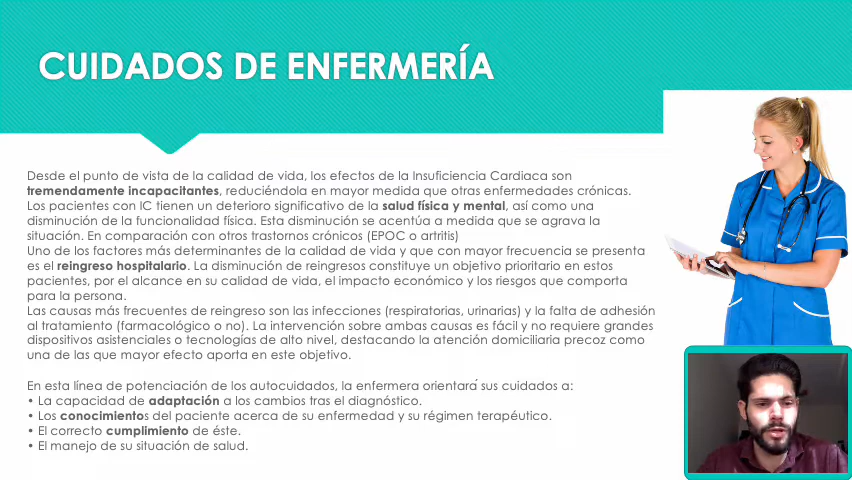 CUIDADOS DE ENFERMERÍA
Desde el punto de vista de la calidad de vida, los efectos de la Insuficiencia Cardiaca son
tremendamente incapacitantes, reduciéndola en mayor medida que otras enfermedades crónicas.
Los pacientes con IC tienen un deterioro significativo de la salud física y mental, así como una
disminución de la funcionalidad física. Esta disminución se acentúa a medida que se agrava la
situación. En comparación con otros trastornos crónicos (EPOC o artritis)
Uno de los factores más determinantes de la calidad de vida y que con mayor frecuencia se presenta
es el reingreso hospitalario. La disminución de reingresos constituye un objetivo prioritario en estos
pacientes, por el alcance en su calidad de vida, el impacto económico y los riesgos que comporta
para la persona.
Las causas más frecuentes de reingreso son las infecciones (respiratorias, urinarias) y la falta de adhesión
al tratamiento (farmacológico o no). La intervención sobre ambas causas es fácil y no requiere grandes
dispositivos asistenciales o tecnologías de alto nivel, destacando la atención domiciliaria precoz como
una de las que mayor efecto aporta en este objetivo.
En esta línea de potenciación de los autocuidados, la enfermera orientará sus cuidados a:
• La capacidad de adaptación a los cambios tras el diagnóstico.
• Los conocimientos del paciente acerca de su enfermedad y su régimen terapéutico.
• El correcto cumplimiento de éste.
• El manejo de su situación de salud.